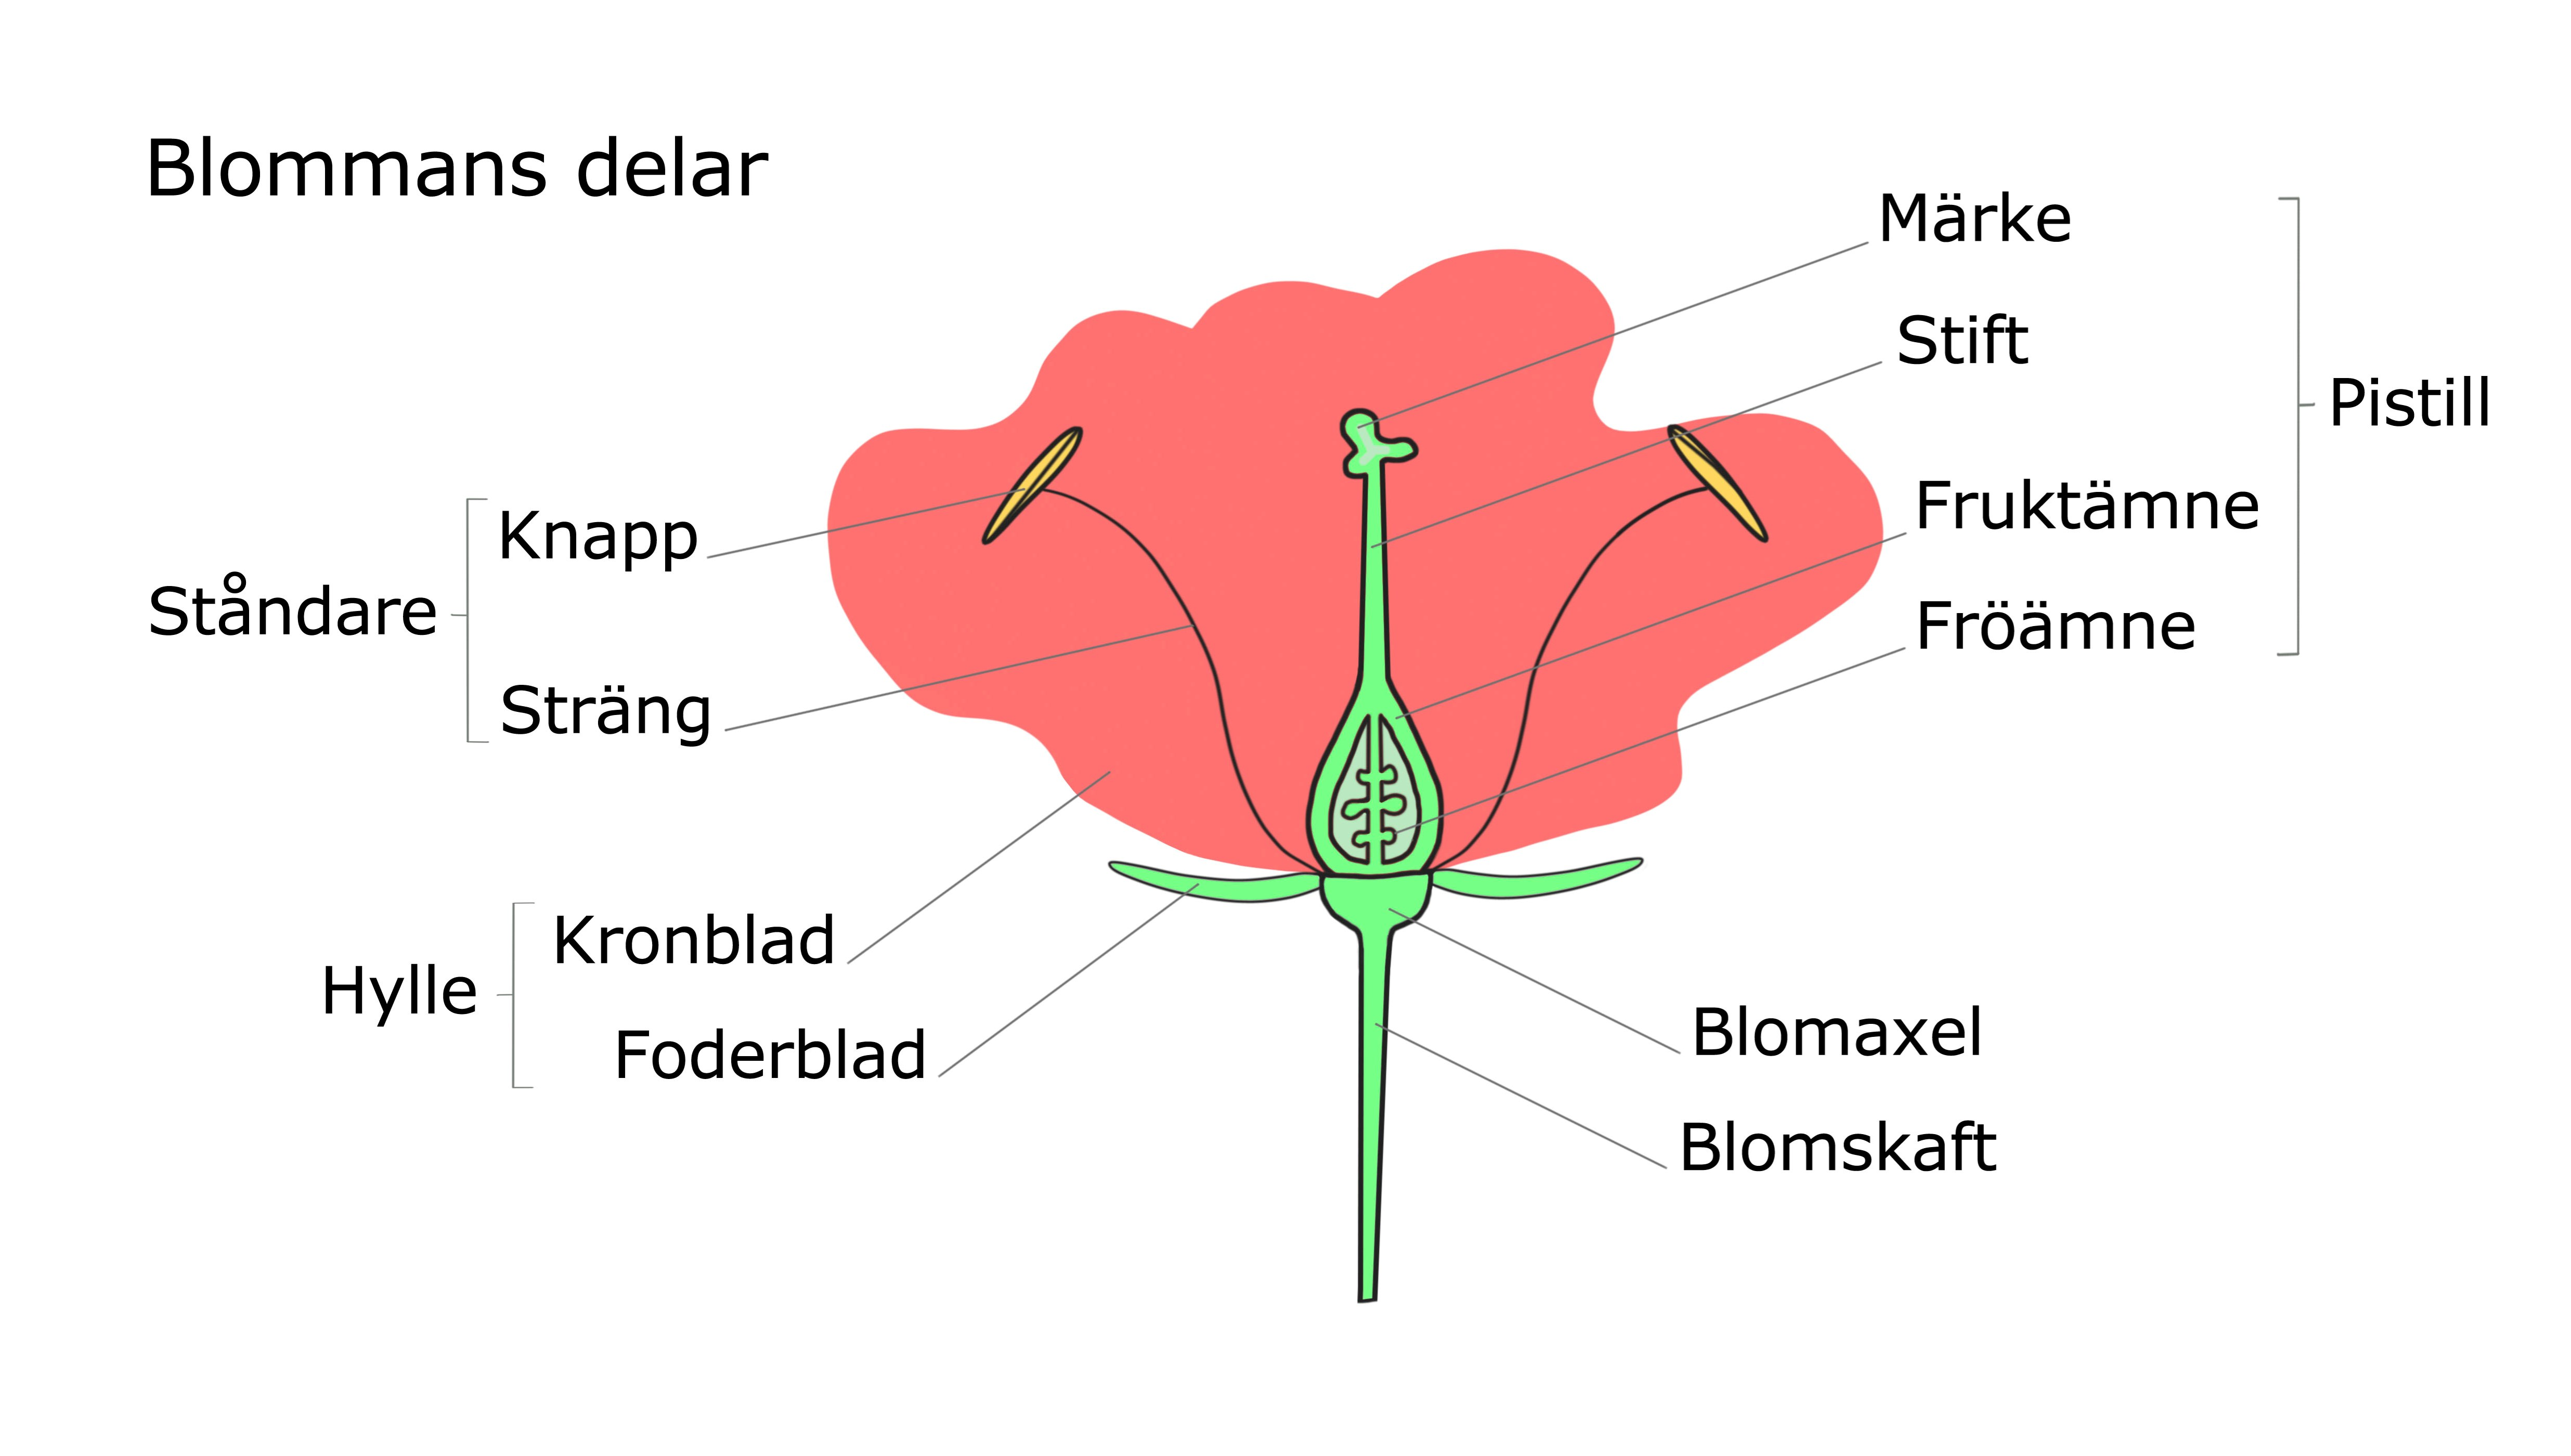 Blommans delar
Märke
Stift
Pistill
Fruktämne
Fröämne
Knapp
Ståndare
Sträng
Kronblad
Hylle
Foderblad
Blomaxel
Blomskaft